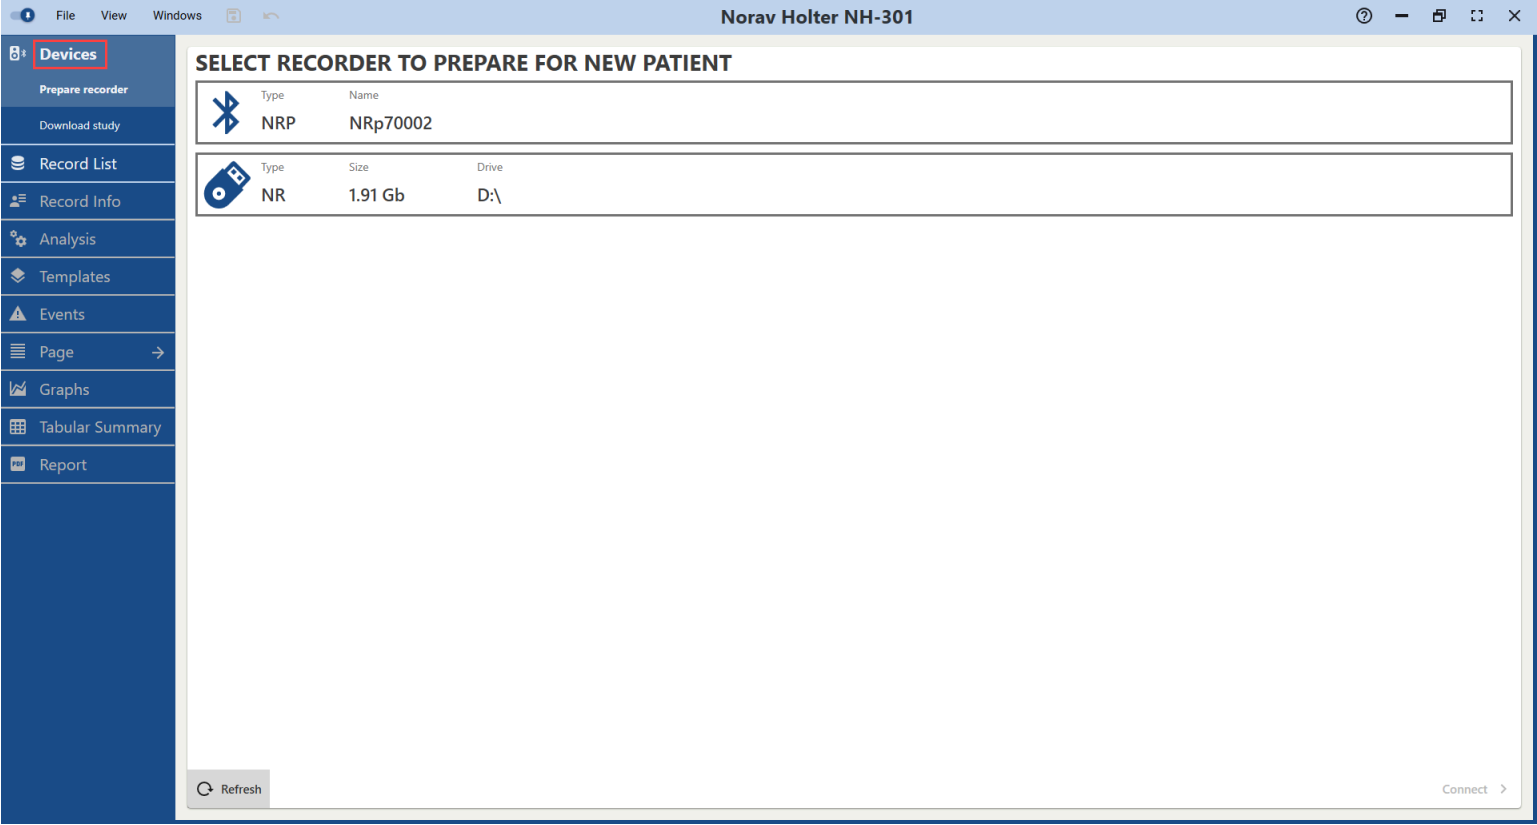 File View Windows Norav Holter NH-301
Devices
Prepare recorder
Download study
Record List
Record Info
Analysis
Templates
Events
Page
Graphs
Tabular Summary
PDF Report
SELECT RECORDER TO PREPARE FOR NEW PATIENT
Type Name
NRP NRp70002
Type Size Drive
NR 1.91 Gb D:\
Refresh
Connect